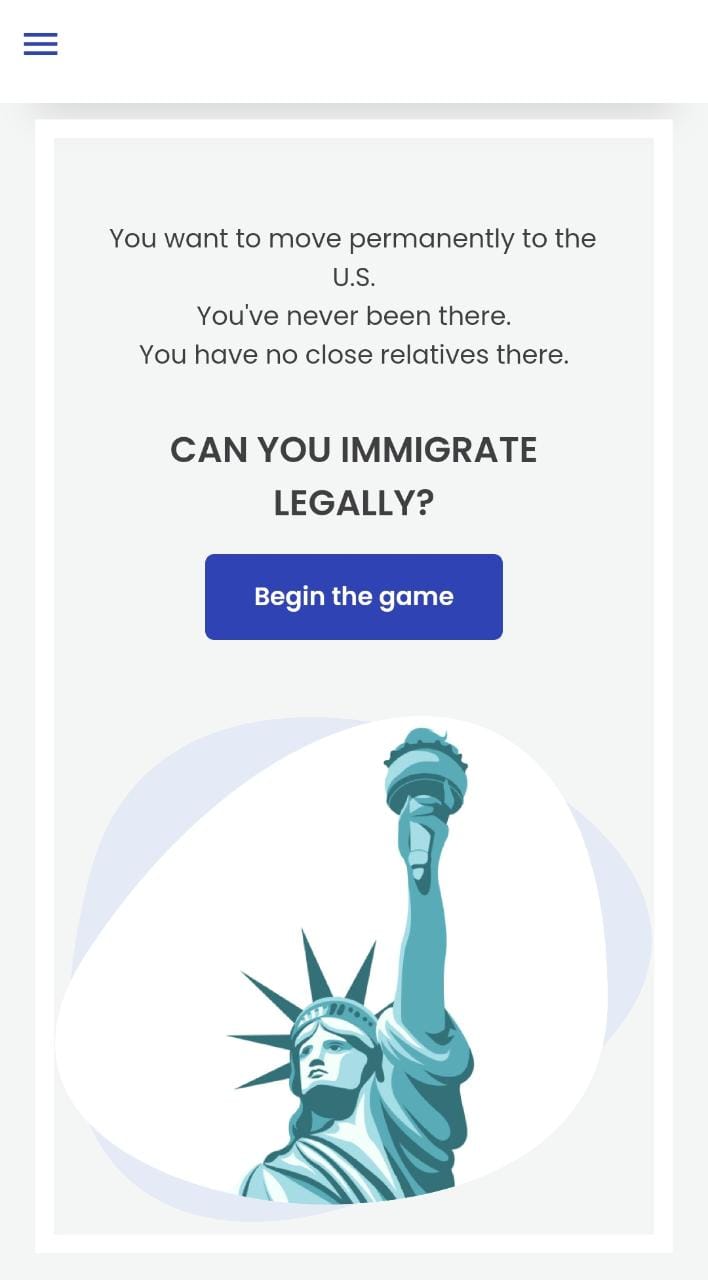 You want to move permanently to the
U.S.
You've never been there.
You have no close relatives there.
CAN YOU IMMIGRATE
LEGALLY?
Begin the game